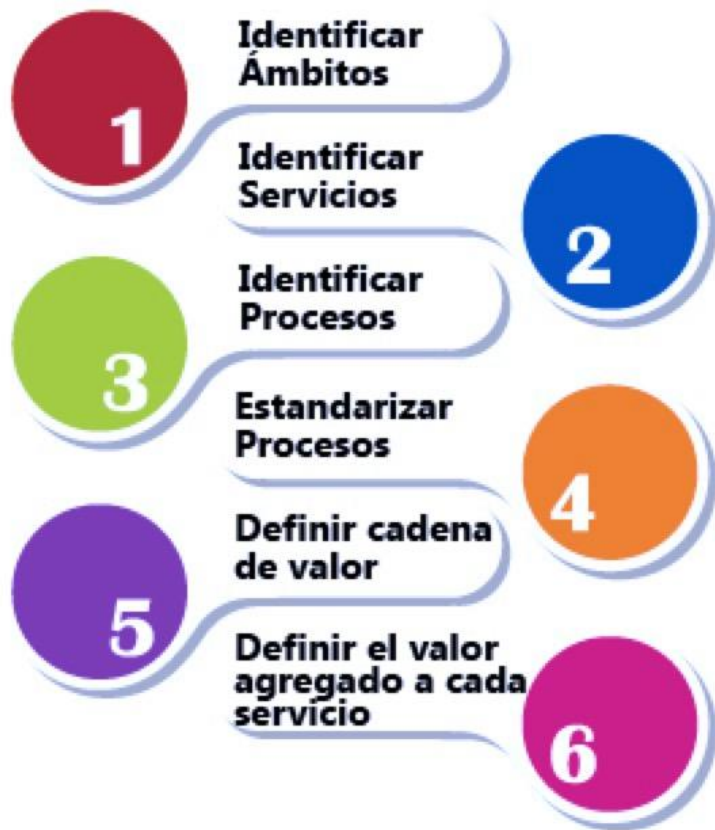 1
Identificar
Ámbitos
2
Identificar
Servicios
3
Identificar
Procesos
4
Estandarizar
Procesos
5
Definir cadena
de valor
6
Definir el valor
agregado a cada
servicio